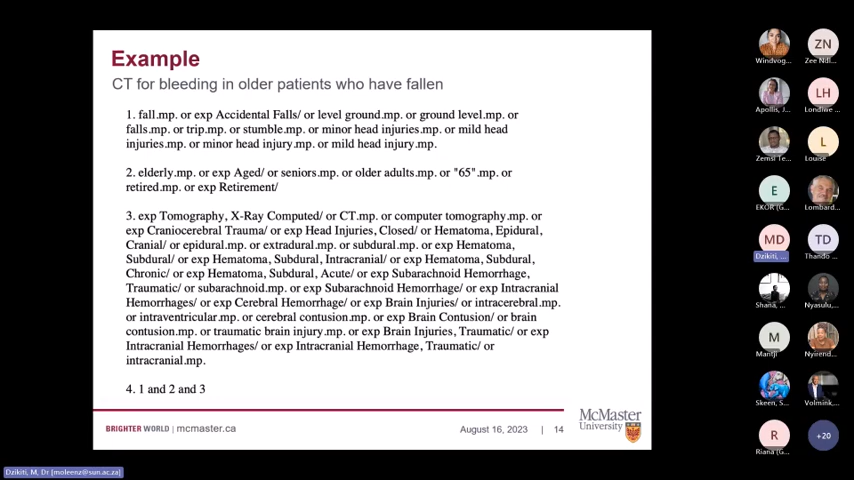 Example
CT for bleeding in older patients who have fallen
1. fall.mp. or exp Accidental Falls/ or level ground.mp. or ground level.mp. or
falls.mp. or trip.mp. or stumble.mp. or minor head injuries.mp. or mild head
injuries.mp. or minor head injury.mp. or mild head injury.mp.
2. elderly.mp. or exp Aged/ or seniors.mp. or older adults.mp. or "65".mp. or
retired.mp. or exp Retirement/
3. exp Tomography, X-Ray Computed/ or CT.mp. or computer tomography.mp. or
exp Craniocerebral Trauma/ or exp Head Injuries, Closed/ or Hematoma, Epidural,
Cranial/ or epidural.mp. or extradural.mp. or subdural.mp. or exp Hematoma,
Subdural/ or exp Hematoma, Subdural, Intracranial/ or exp Hematoma, Subdural,
Chronic/ or exp Hematoma, Subdural, Acute/ or exp Subarachnoid Hemorrhage,
Traumatic/ or subarachnoid.mp. or exp Subarachnoid Hemorrhage/ or exp Intracranial
Hemorrhages/ or exp Cerebral Hemorrhage/ or exp Brain Injuries/ or intracerebral.mp.
or intraventricular.mp. or cerebral contusion.mp. or exp Brain Contusion/ or brain
contusion.mp. or traumatic brain injury.mp. or exp Brain Injuries, Traumatic/ or exp
Intracranial Hemorrhages/ or exp Intracranial Hemorrhage, Traumatic/ or
intracranial.mp.
4. 1 and 2 and 3
BRIGHTER WORLD | mcmaster.ca
August 16, 2023 | 14
McMaster
University
Windvog...
ZN
Zee Ndl...
Apollis, J...
LH
Londiwe ...
Zemsi Te...
L
Louise
E
EKOR (G...
Lombard...
MD
Dzikiti, ...
TD
Thando ...
Shana, ...
Nyasulu,...
M
Mantji
Nyirend...
Skeen, S...
Volmink,...
R
Riana (G...
+20
Dzikiti, M, Dr [moleenz@sun.ac.za]